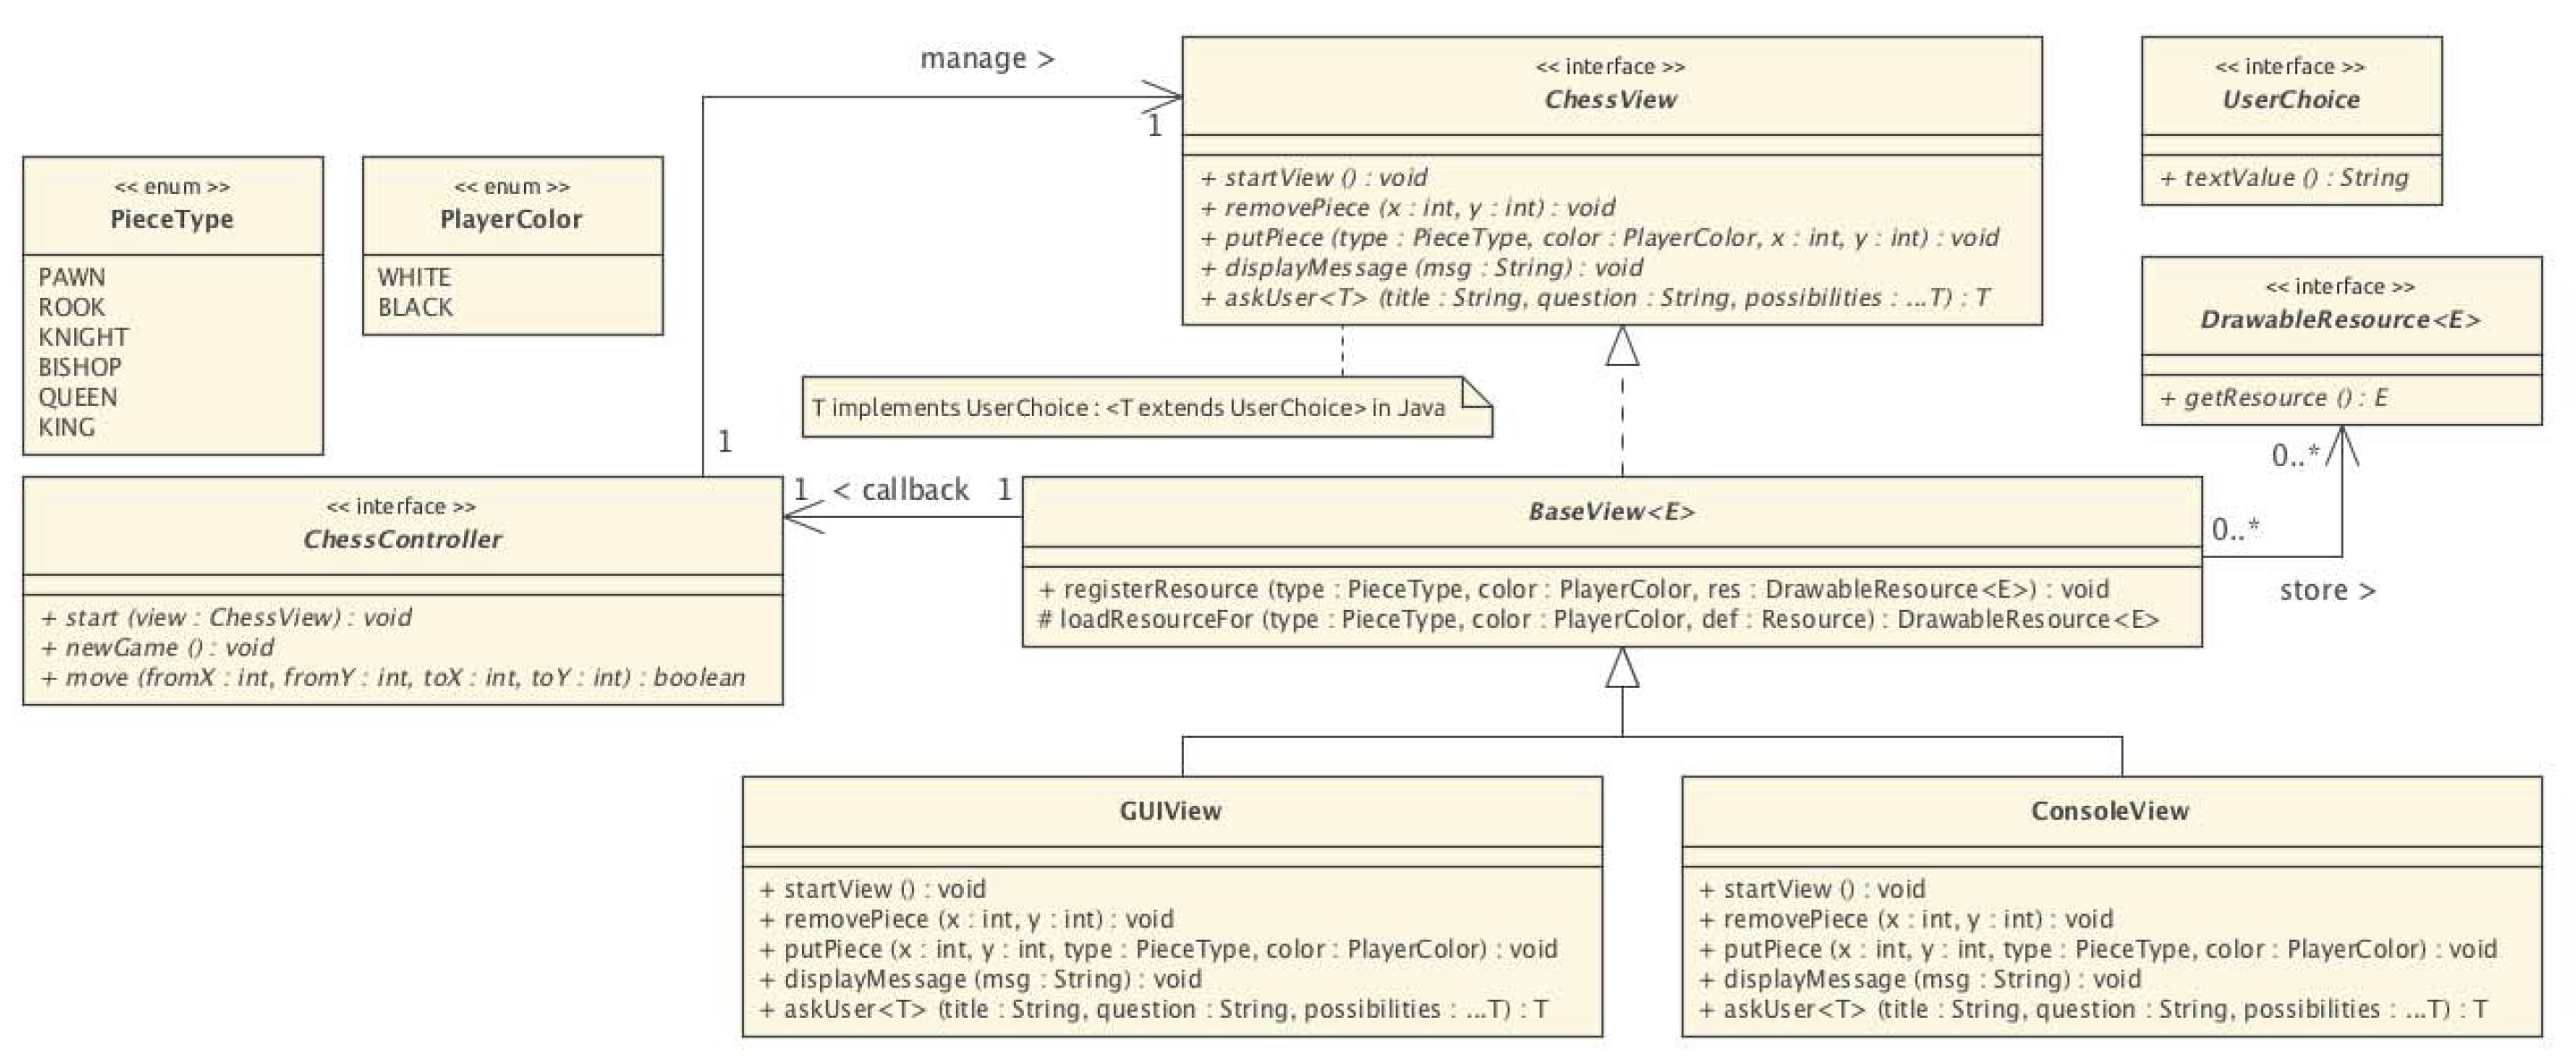 manage >
1
<< interface >>
ChessView
+ startView () : void
+ removePiece (x : int, y : int) : void
+ putPiece (type : PieceType, color : PlayerColor, x : int, y : int) : void
+ displayMessage (msg : String) : void
+ askUser<T> (title : String, question : String, possibilities : ...T) : T
<< interface >>
UserChoice
+ textValue () : String
<< enum >>
PieceType
PAWN
ROOK
KNIGHT
BISHOP
QUEEN
KING
<< enum >>
PlayerColor
WHITE
BLACK
<< interface >>
DrawableResource<E>
+ getResource () : E
T implements UserChoice : <T extends UserChoice> in Java
1
0..*
<< interface >>
ChessController
+ start (view : ChessView) : void
+ newGame () : void
+ move (fromX : int, fromY : int, toX : int, toY : int) : boolean
1 < callback 1
BaseView<E>
+ registerResource (type : PieceType, color : PlayerColor, res : DrawableResource<E>) : void
# loadResourceFor (type : PieceType, color : PlayerColor, def : Resource) : DrawableResource<E>
0..*
store >
GUIView
+ startView () : void
+ removePiece (x : int, y : int) : void
+ putPiece (x : int, y : int, type : PieceType, color : PlayerColor) : void
+ displayMessage (msg : String) : void
+ askUser<T> (title : String, question : String, possibilities : ...T) : T
ConsoleView
+ startView () : void
+ removePiece (x : int, y : int) : void
+ putPiece (x : int, y : int, type : PieceType, color : PlayerColor) : void
+ displayMessage (msg : String) : void
+ askUser<T> (title : String, question : String, possibilities : ...T) : T